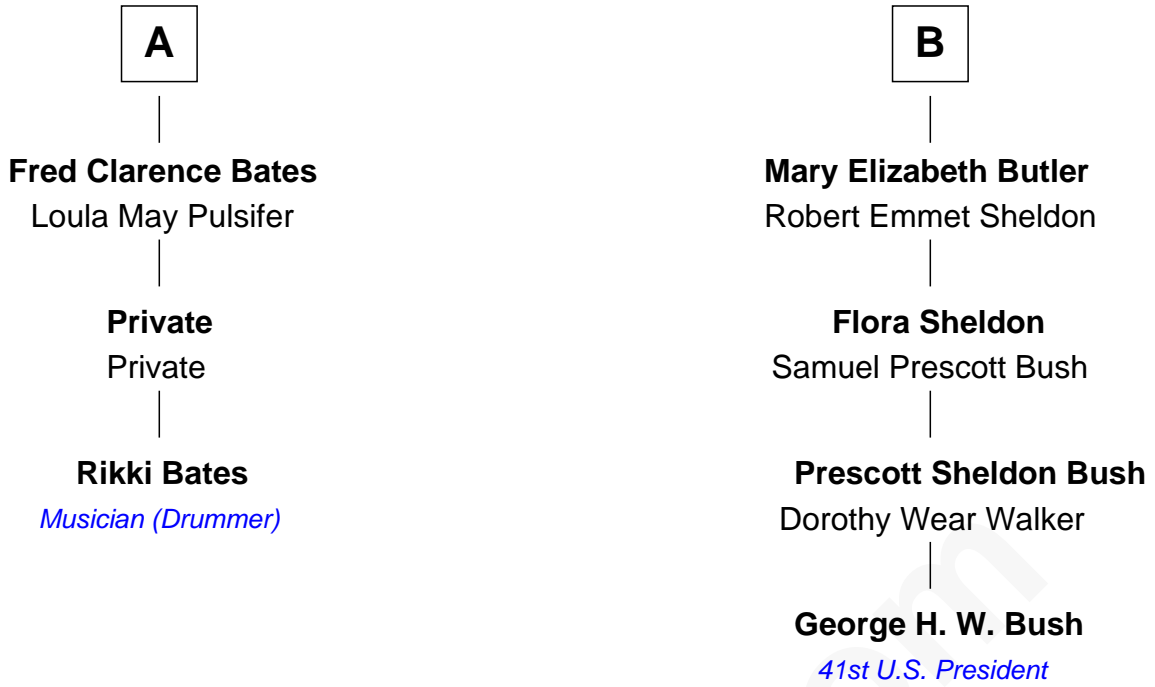 A
Fred Clarence Bates
Loula May Pulsifer
Private
Private
Rikki Bates
Musician (Drummer)
B
Mary Elizabeth Butler
Robert Emmet Sheldon
Flora Sheldon
Samuel Prescott Bush
Prescott Sheldon Bush
Dorothy Wear Walker
George H. W. Bush
41st U.S. President
om